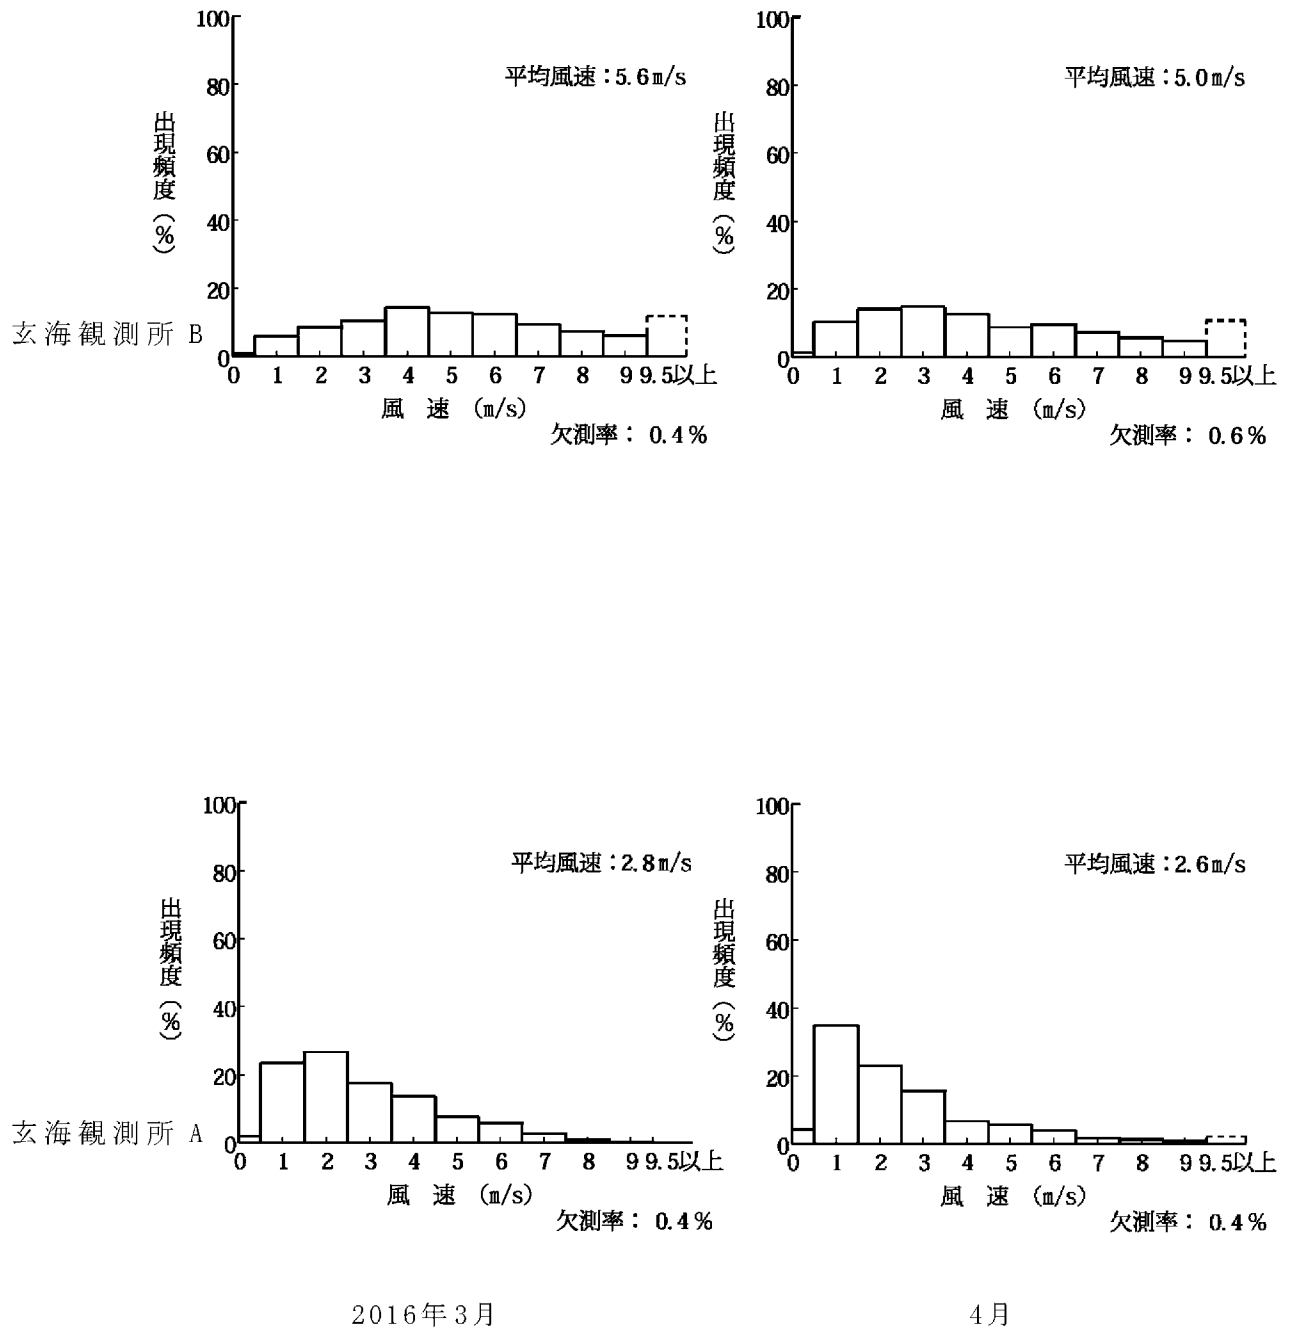 100
80
60
40
20
0
出現頻度(%)
平均風速:5.6m/s
0 1 2 3 4 5 6 7 8 9 9.5以上
風 速 (m/s)
欠測率: 0.4%
100
80
60
40
20
0
出現頻度(%)
平均風速:5.0m/s
0 1 2 3 4 5 6 7 8 9 9.5以上
風 速 (m/s)
欠測率: 0.6%
玄海観測所 B
100
80
60
40
20
0
出現頻度(%)
平均風速:2.8m/s
0 1 2 3 4 5 6 7 8 9 9.5以上
風 速 (m/s)
欠測率: 0.4%
100
80
60
40
20
0
出現頻度(%)
平均風速:2.6m/s
0 1 2 3 4 5 6 7 8 9 9.5以上
風 速 (m/s)
欠測率: 0.4%
玄海観測所 A
2016年3月
4月